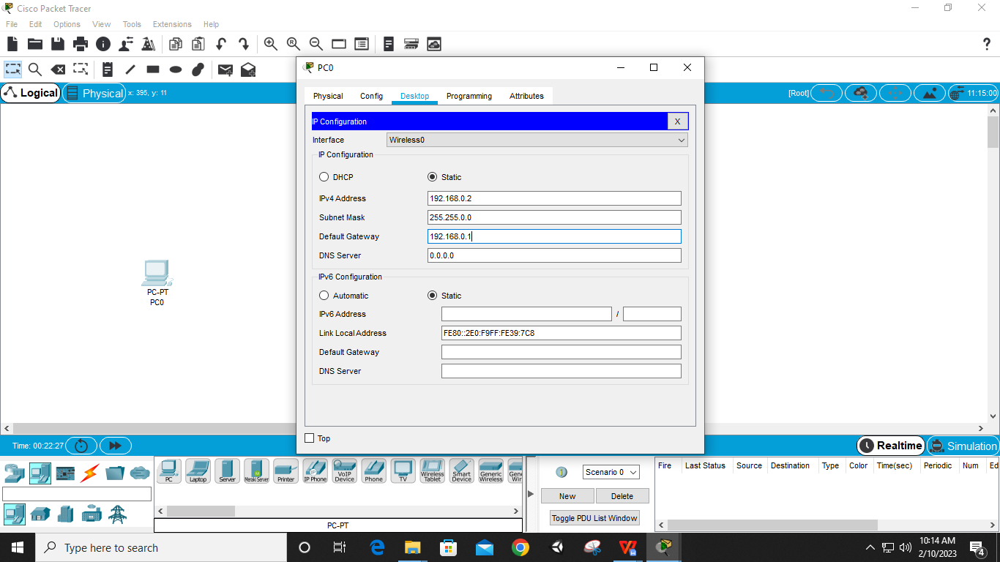 Cisco Packet Tracer
File Edit Options View Tools Extensions Help
PC0
Logical Physical x: 395, y: 11 [Root] 11:15:00
Physical Config Desktop Programming Attributes
IP Configuration X
Interface Wireless0
IP Configuration
DHCP Static
IPv4 Address 192.168.0.2
Subnet Mask 255.255.0.0
Default Gateway 192.168.0.1
DNS Server 0.0.0.0
IPv6 Configuration
Automatic Static
IPv6 Address /
Link Local Address FE80::2E0:F9FF:FE39:7C8
Default Gateway
DNS Server
Top
PC-PT
PC0
Time: 00:22:27 Realtime Simulation
PC Laptop Server Meraki Server Printer IP Phone VoIP Device Phone TV Wireless Tablet Smart Device Generic Wireless
PC-PT
Scenario 0
New Delete
Toggle PDU List Window
Fire Last Status Source Destination Type Color Time(sec) Periodic Num Ed
Type here to search
10:14 AM
2/10/2023
4